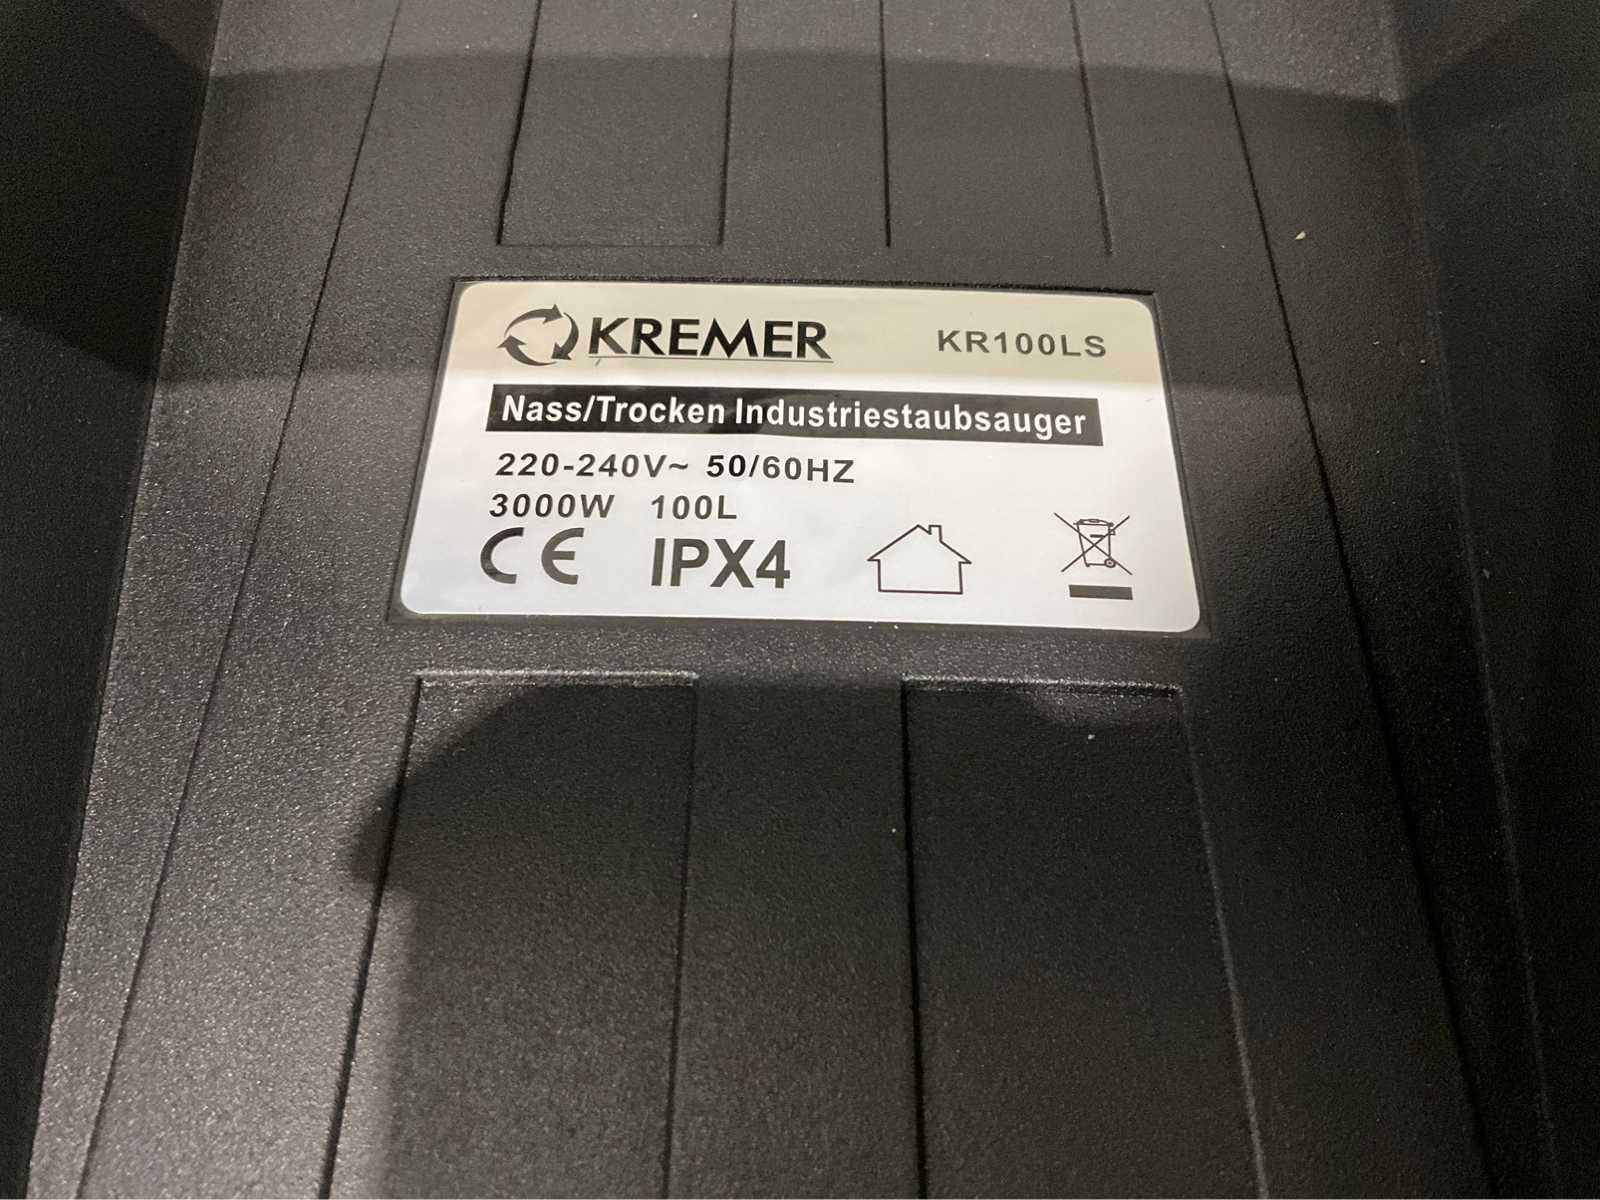 KREMER KR100LS
Nass/Trocken Industriestaubsauger
220-240V~ 50/60HZ
3000W 100L
CE IPX4